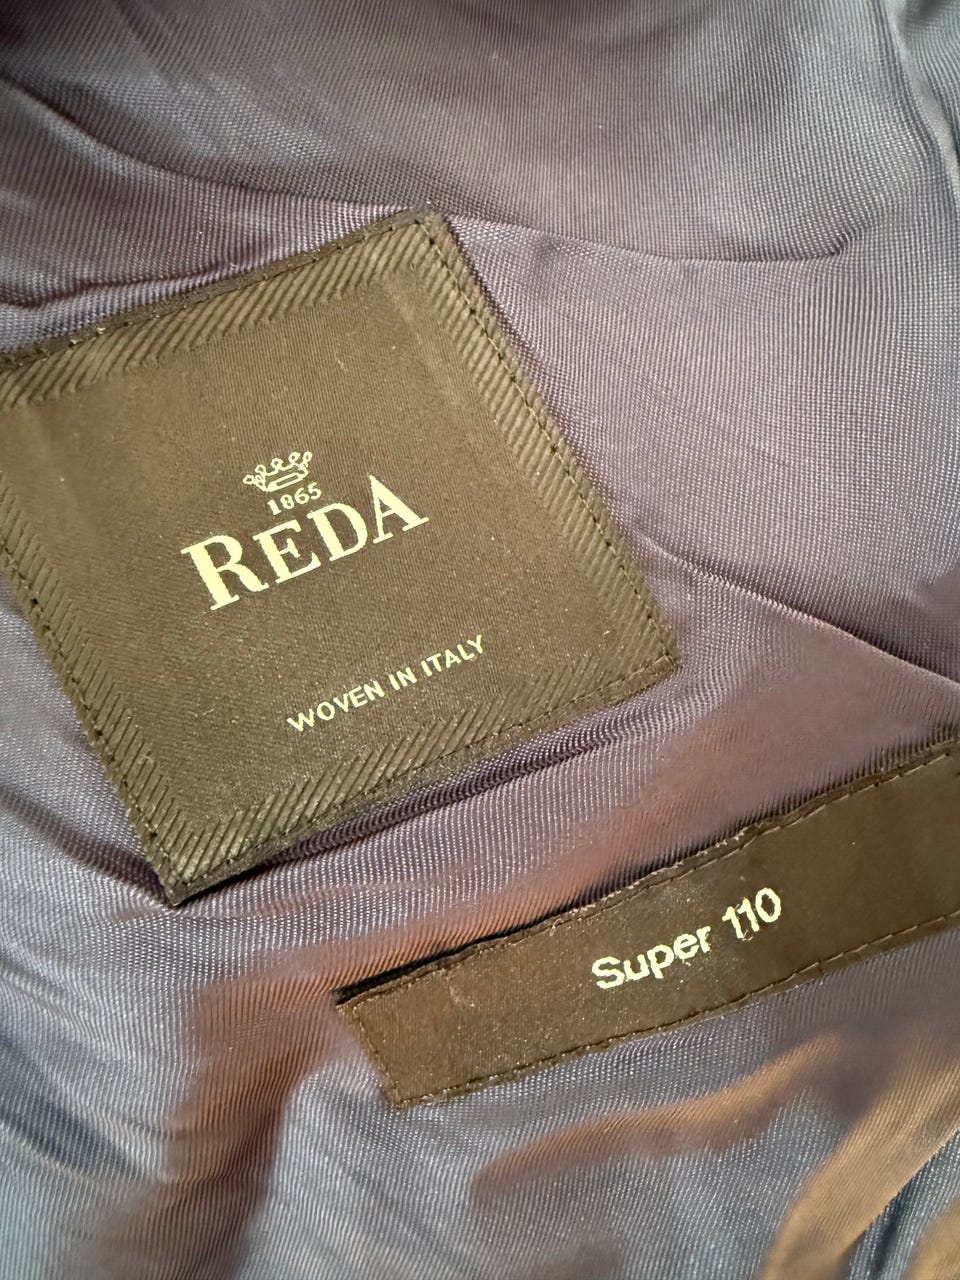 1865
REDA
WOVEN IN ITALY
Super 110